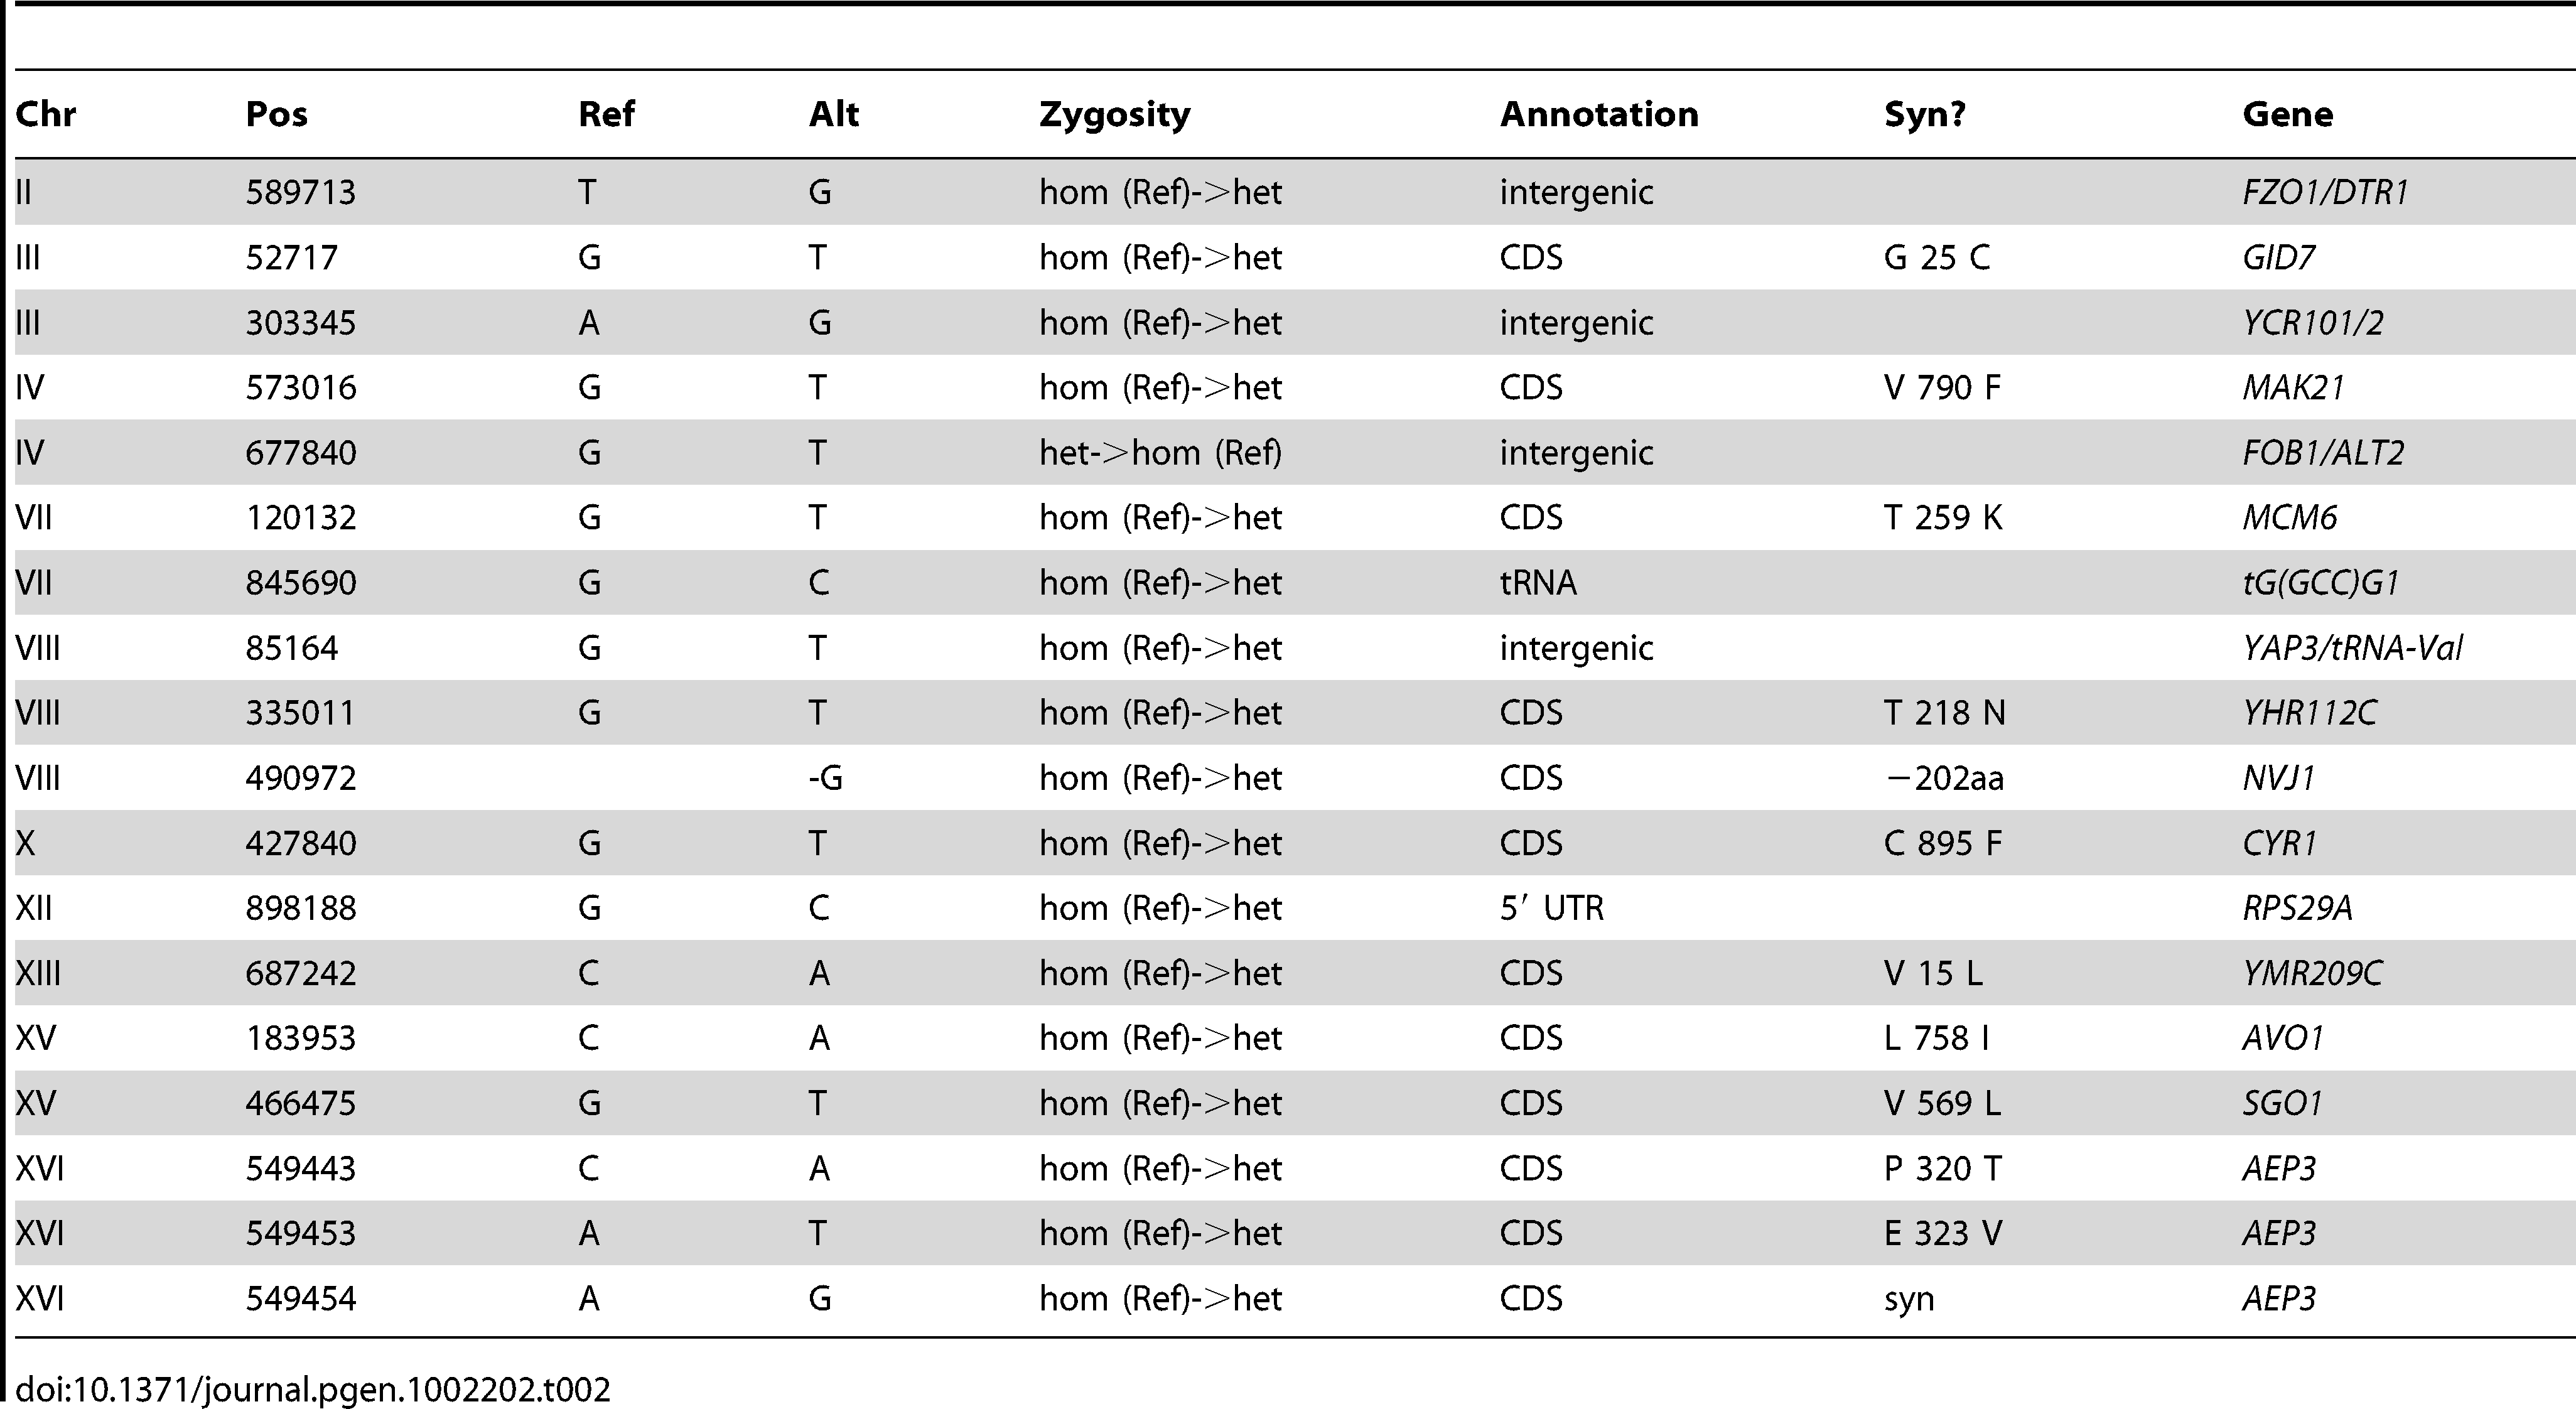 Chr Pos Ref Alt Zygosity Annotation Syn? Gene
II 589713 T G hom (Ref)->het intergenic FZO1/DTR1
III 52717 G T hom (Ref)->het CDS G 25 C GID7
III 303345 A G hom (Ref)->het intergenic YCR101/2
IV 573016 G T hom (Ref)->het CDS V 790 F MAK21
IV 677840 G T het->hom (Ref) intergenic FOB1/ALT2
VII 120132 G T hom (Ref)->het CDS T 259 K MCM6
VII 845690 G C hom (Ref)->het tRNA tG(GCC)G1
VIII 85164 G T hom (Ref)->het intergenic YAP3/tRNA-Val
VIII 335011 G T hom (Ref)->het CDS T 218 N YHR112C
VIII 490972 -G hom (Ref)->het CDS −202aa NVJ1
X 427840 G T hom (Ref)->het CDS C 895 F CYR1
XII 898188 G C hom (Ref)->het 5′ UTR RPS29A
XIII 687242 C A hom (Ref)->het CDS V 15 L YMR209C
XV 183953 C A hom (Ref)->het CDS L 758 I AVO1
XV 466475 G T hom (Ref)->het CDS V 569 L SGO1
XVI 549443 C A hom (Ref)->het CDS P 320 T AEP3
XVI 549453 A T hom (Ref)->het CDS E 323 V AEP3
XVI 549454 A G hom (Ref)->het CDS syn AEP3
doi:10.1371/journal.pgen.1002202.t002